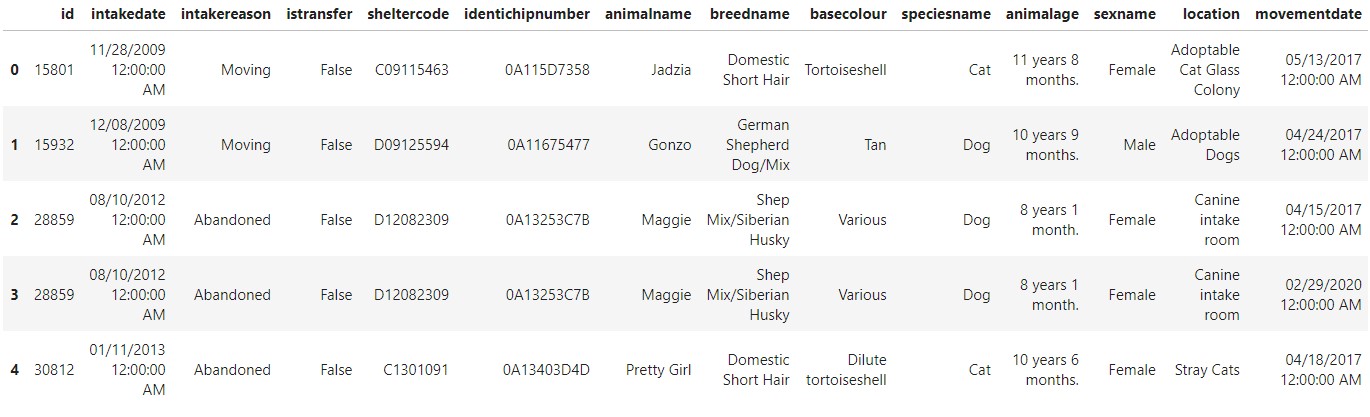 id intakedate intakereason istransfer sheltercode identichipnumber animalname breedname basecolour speciesname animalage sexname location movementdate
0 15801 11/28/2009 12:00:00 AM Moving False C09115463 0A115D7358 Jadzia Domestic Short Hair Tortoiseshell Cat 11 years 8 months. Female Adoptable Cat Glass Colony 05/13/2017 12:00:00 AM
1 15932 12/08/2009 12:00:00 AM Moving False D09125594 0A11675477 Gonzo German Shepherd Dog/Mix Tan Dog 10 years 9 months. Male Adoptable Dogs 04/24/2017 12:00:00 AM
2 28859 08/10/2012 12:00:00 AM Abandoned False D12082309 0A13253C7B Maggie Shep Mix/Siberian Husky Various Dog 8 years 1 month. Female Canine intake room 04/15/2017 12:00:00 AM
3 28859 08/10/2012 12:00:00 AM Abandoned False D12082309 0A13253C7B Maggie Shep Mix/Siberian Husky Various Dog 8 years 1 month. Female Canine intake room 02/29/2020 12:00:00 AM
4 30812 01/11/2013 12:00:00 AM Abandoned False C1301091 0A13403D4D Pretty Girl Domestic Short Hair Dilute tortoiseshell Cat 10 years 6 months. Female Stray Cats 04/18/2017 12:00:00 AM